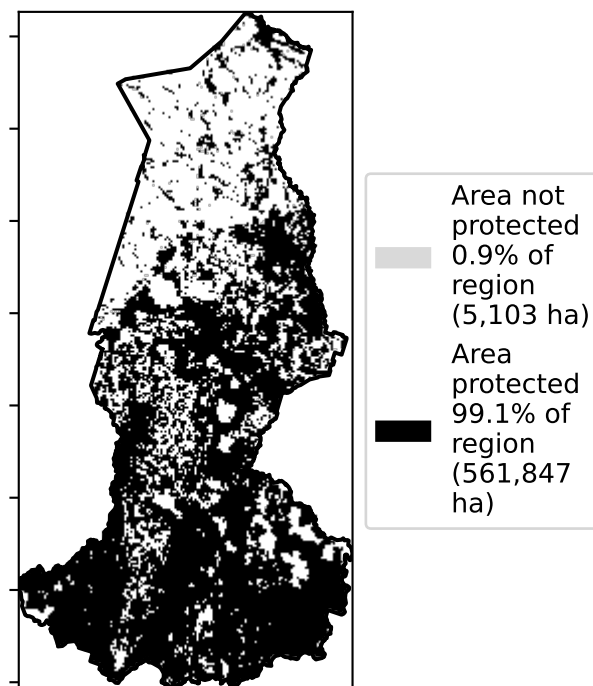 Area not
protected
0.9% of
region
(5,103 ha)
Area
protected
99.1% of
region
(561,847
ha)